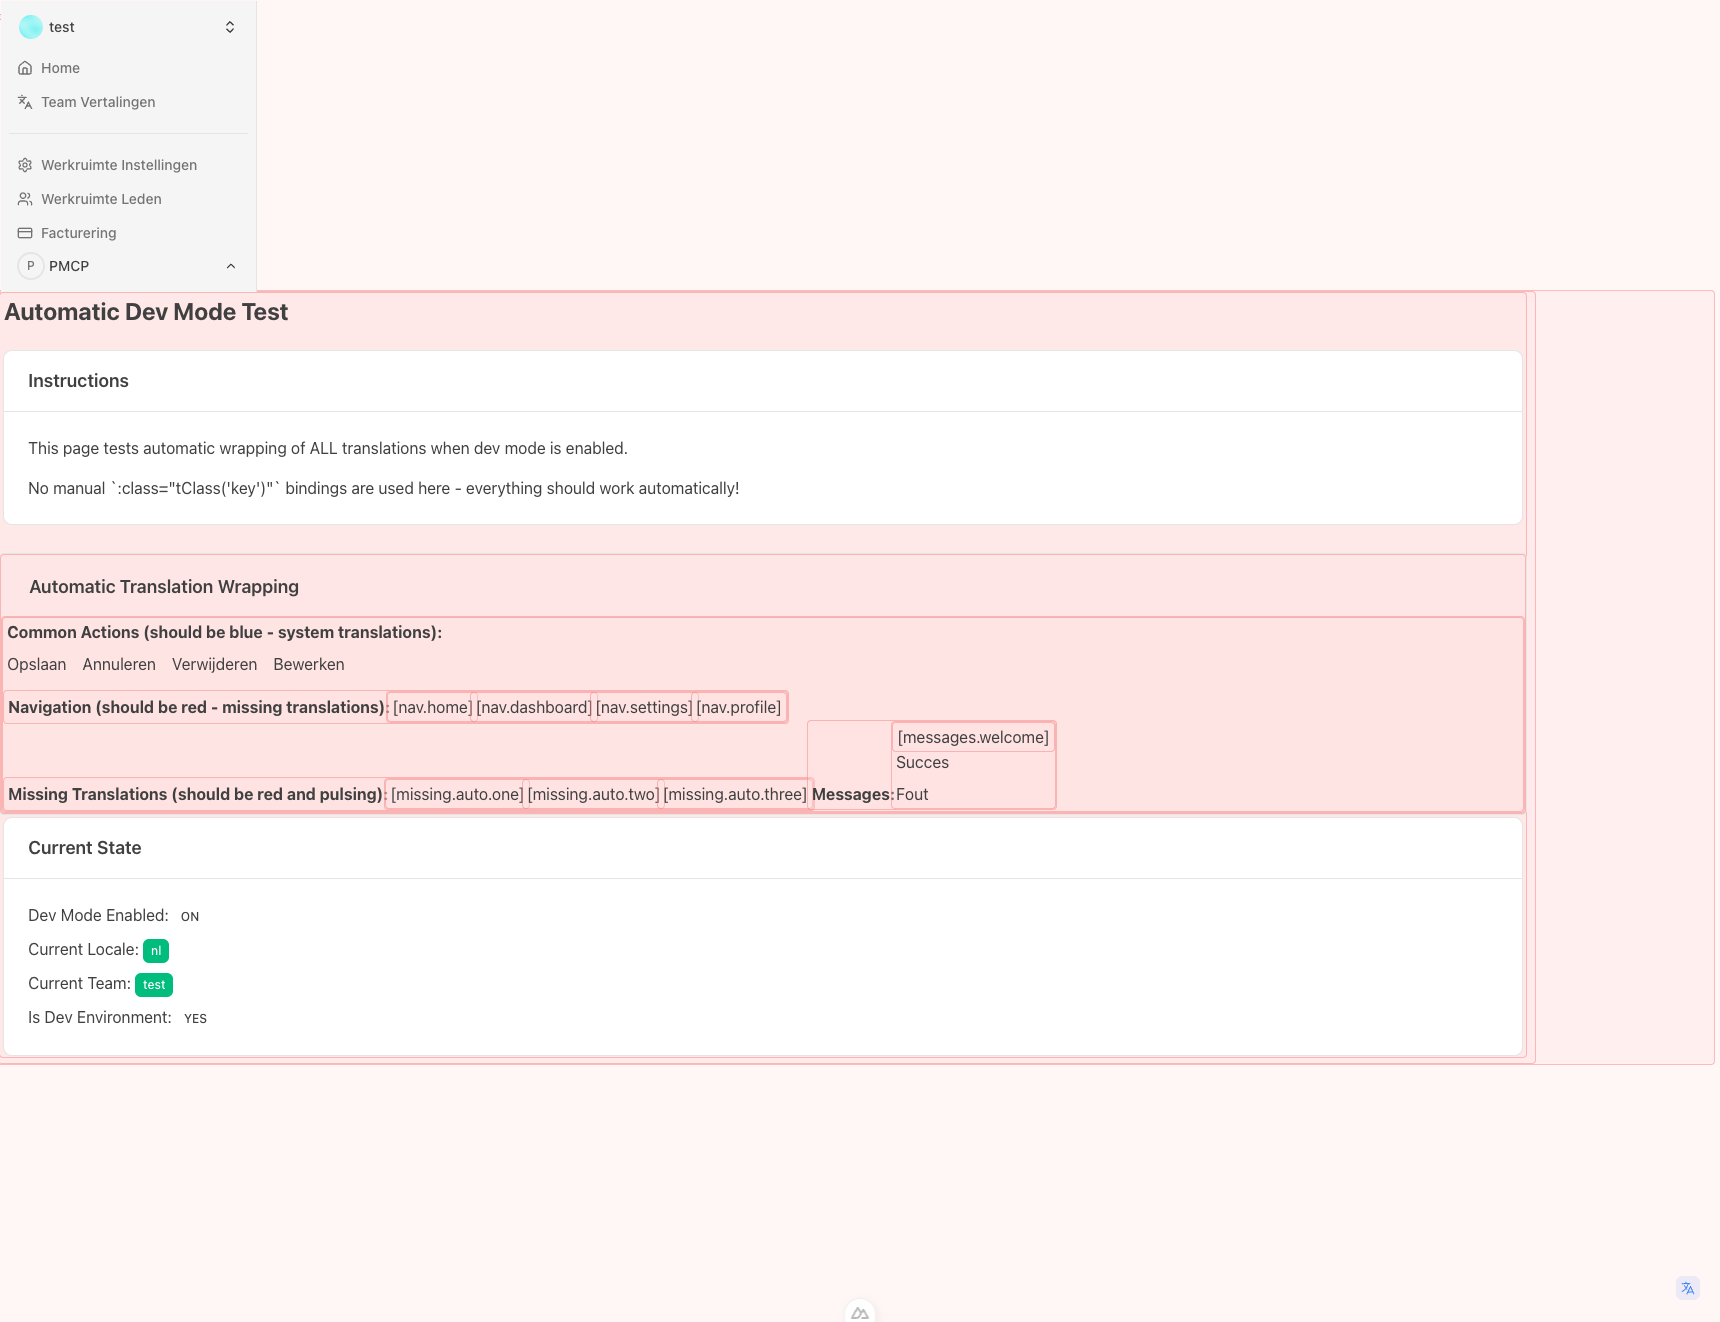 test
Home
Team Vertalingen
Werkruimte Instellingen
Werkruimte Leden
Facturering
P PMCP
Automatic Dev Mode Test
Instructions
This page tests automatic wrapping of ALL translations when dev mode is enabled.
No manual `:class="tClass('key')"` bindings are used here - everything should work automatically!
Automatic Translation Wrapping
Common Actions (should be blue - system translations):
Opslaan Annuleren Verwijderen Bewerken
Navigation (should be red - missing translations): [nav.home] [nav.dashboard] [nav.settings] [nav.profile]
[messages.welcome]
Succes
Missing Translations (should be red and pulsing): [missing.auto.one] [missing.auto.two] [missing.auto.three] Messages: Fout
Current State
Dev Mode Enabled: ON
Current Locale: nl
Current Team: test
Is Dev Environment: YES